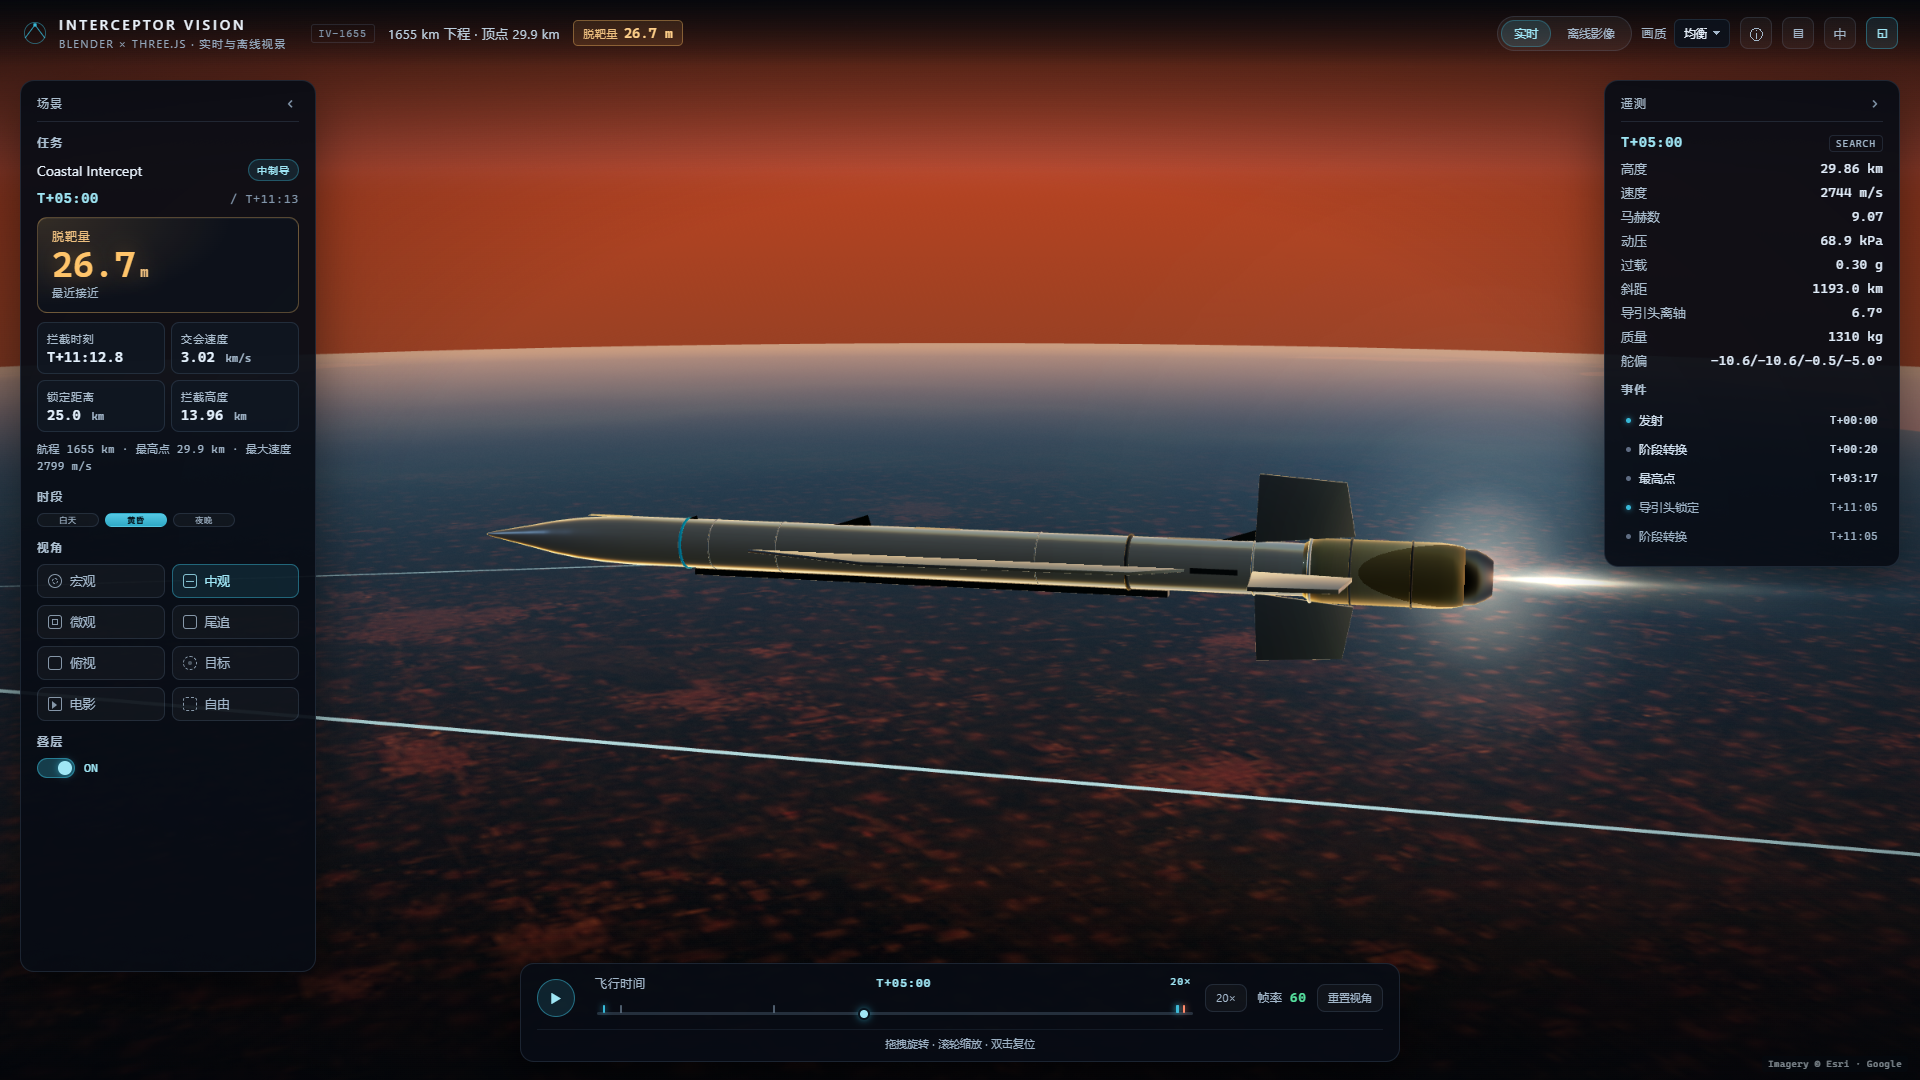 INTERCEPTOR VISION
BLENDER × THREE.JS · 实时与离线视景
IV-1655
1655 km 下程 · 顶点 29.9 km
脱靶量 26.7 m
实时
离线影像
画质
均衡
中
场景
任务
Coastal Intercept
中制导
T+05:00
/ T+11:13
脱靶量
26.7 m
最近接近
拦截时刻
T+11:12.8
交会速度
3.02 km/s
锁定距离
25.0 km
拦截高度
13.96 km
航程 1655 km · 最高点 29.9 km · 最大速度
2799 m/s
时段
白天
黄昏
夜晚
视角
宏观
中观
微观
尾追
俯视
目标
电影
自由
叠层
ON
遥测
T+05:00
SEARCH
高度 29.86 km
速度 2744 m/s
马赫数 9.07
动压 68.9 kPa
过载 0.30 g
斜距 1193.0 km
导引头离轴 6.7°
质量 1310 kg
舵偏 −10.6/−10.6/−0.5/−5.0°
事件
发射 T+00:00
阶段转换 T+00:20
最高点 T+03:17
导引头锁定 T+11:05
阶段转换 T+11:05
飞行时间
T+05:00
20×
20×
帧率 60
重置视角
拖拽旋转 · 滚轮缩放 · 双击复位
Imagery © Esri · Google